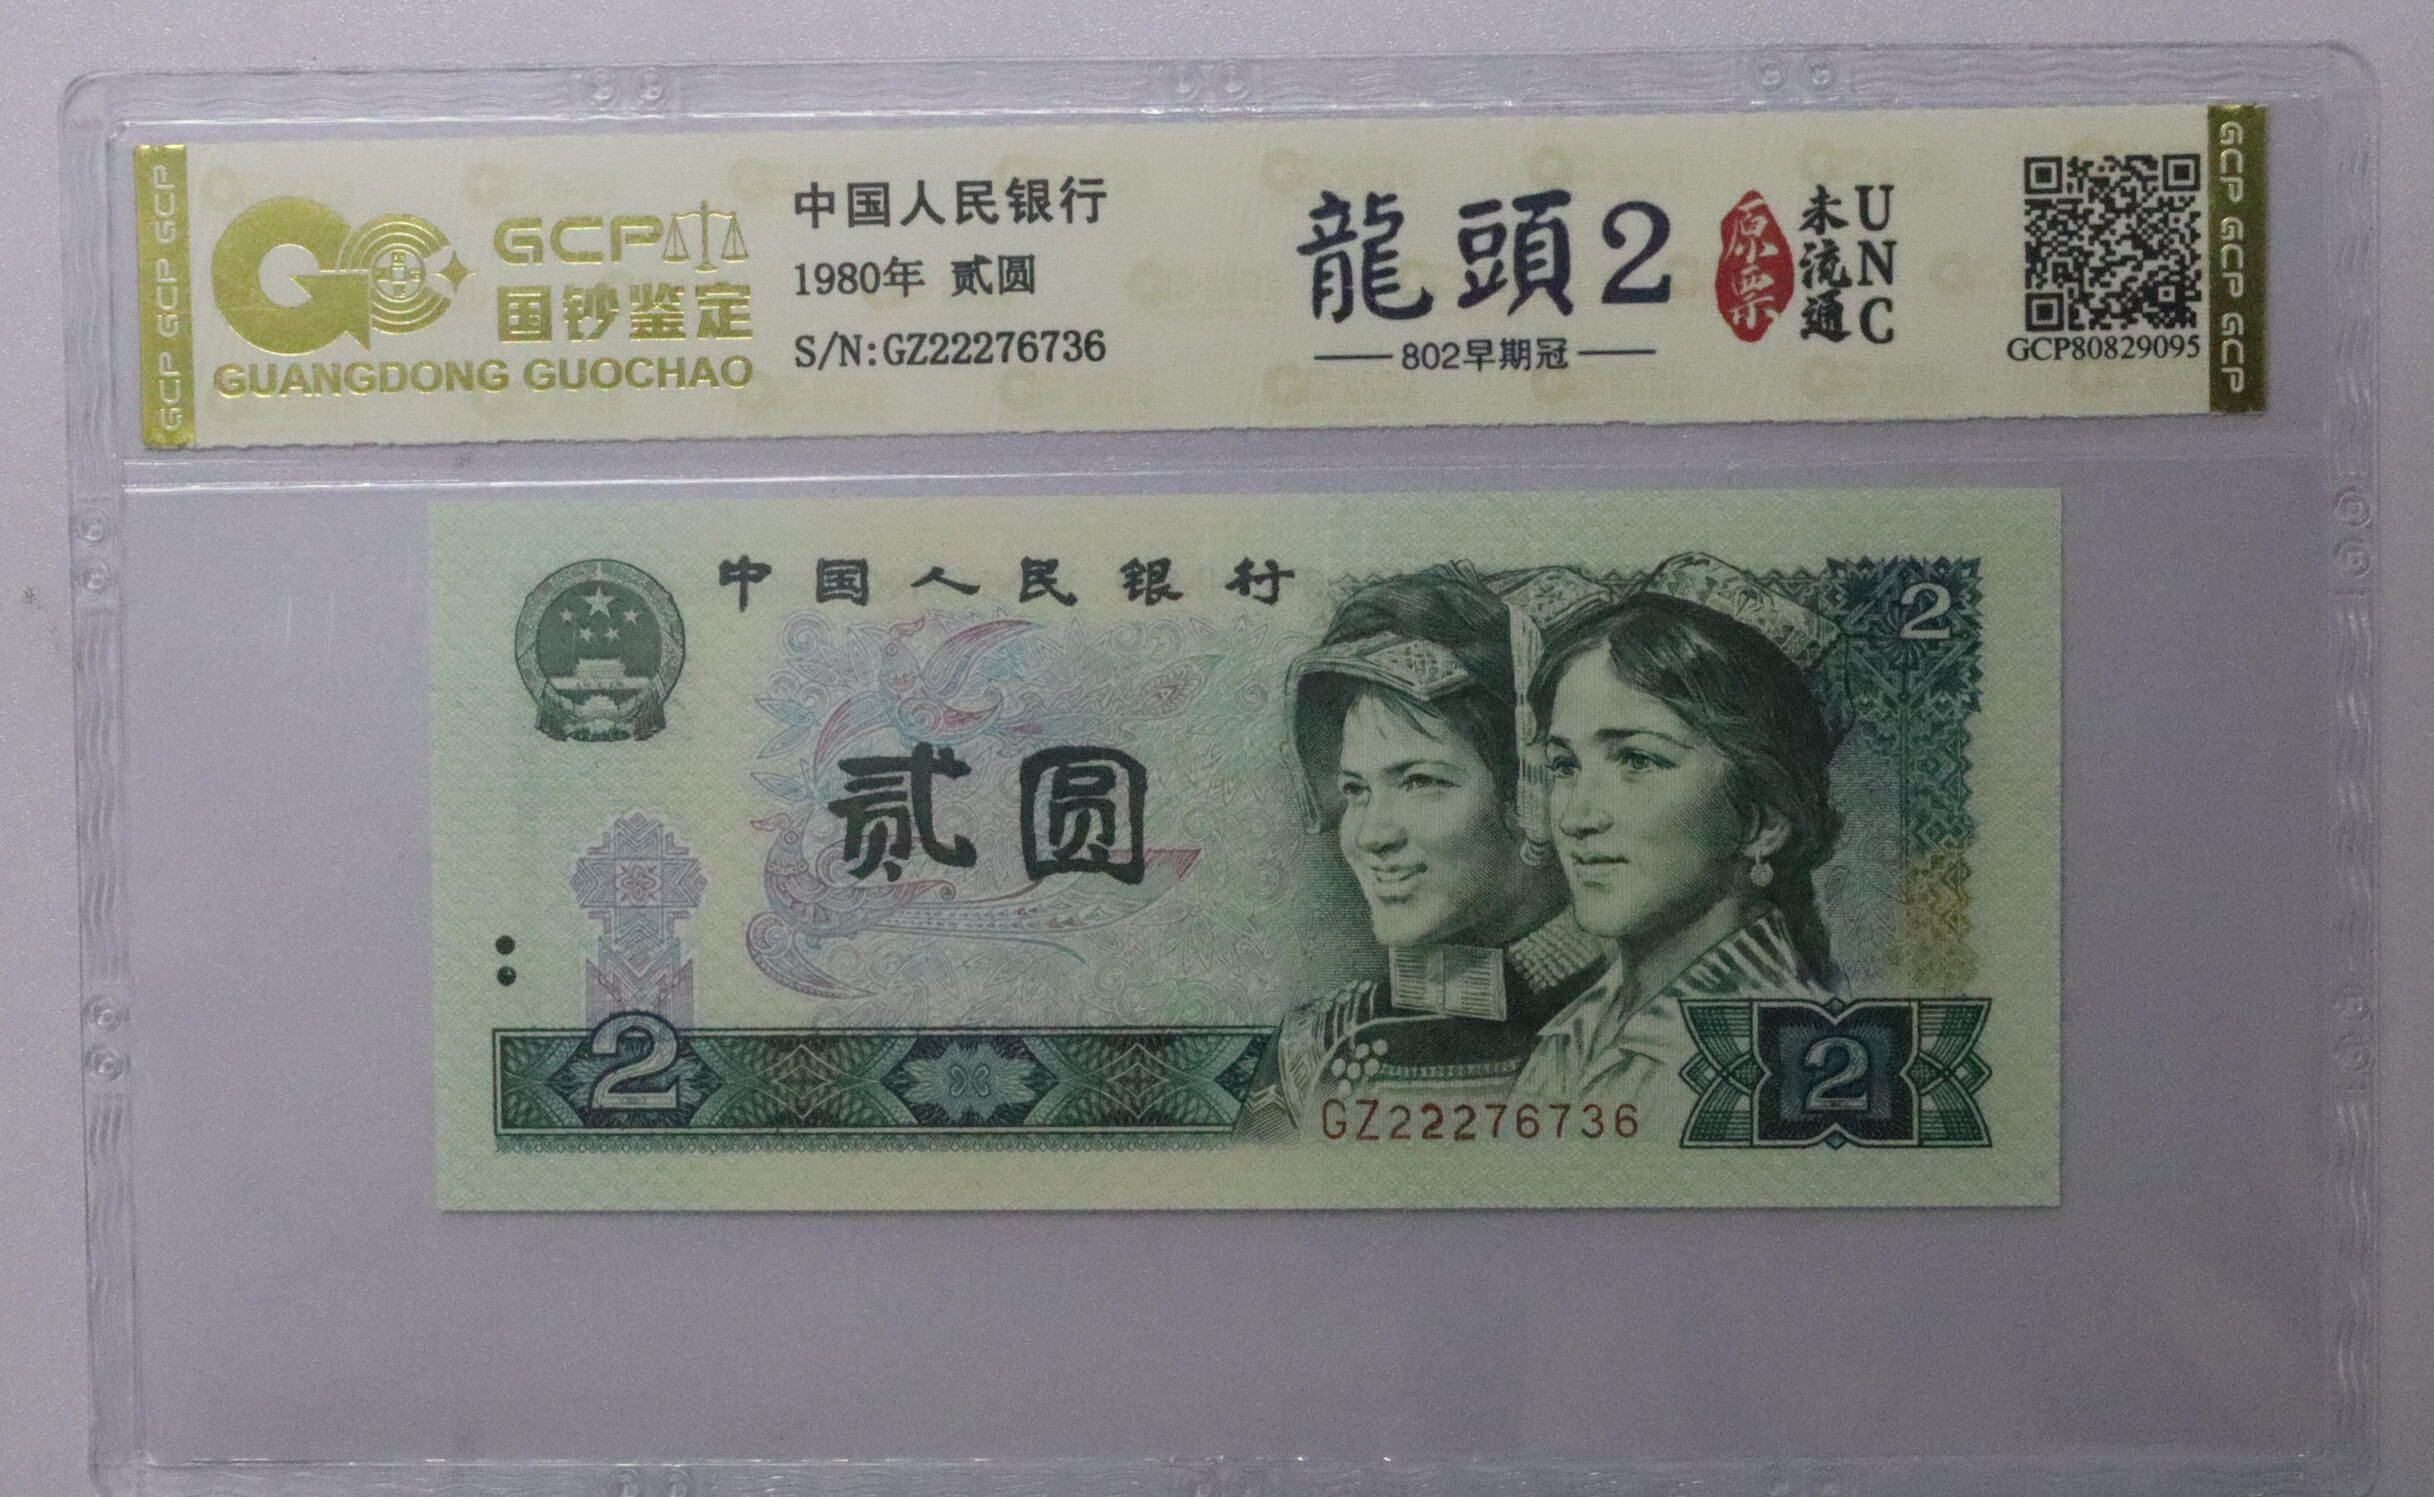 GCP GCP GCP
GCP
国钞鉴定
GUANGDONG GUOCHAO
中国人民银行
1980年 贰圆
S/N:GZ22276736
龍頭2
802早期冠
原票
未流通
UNC
GCP80829095
GCP GCP GCP
中国人民银行
贰圆
2
2
2
GZ22276736